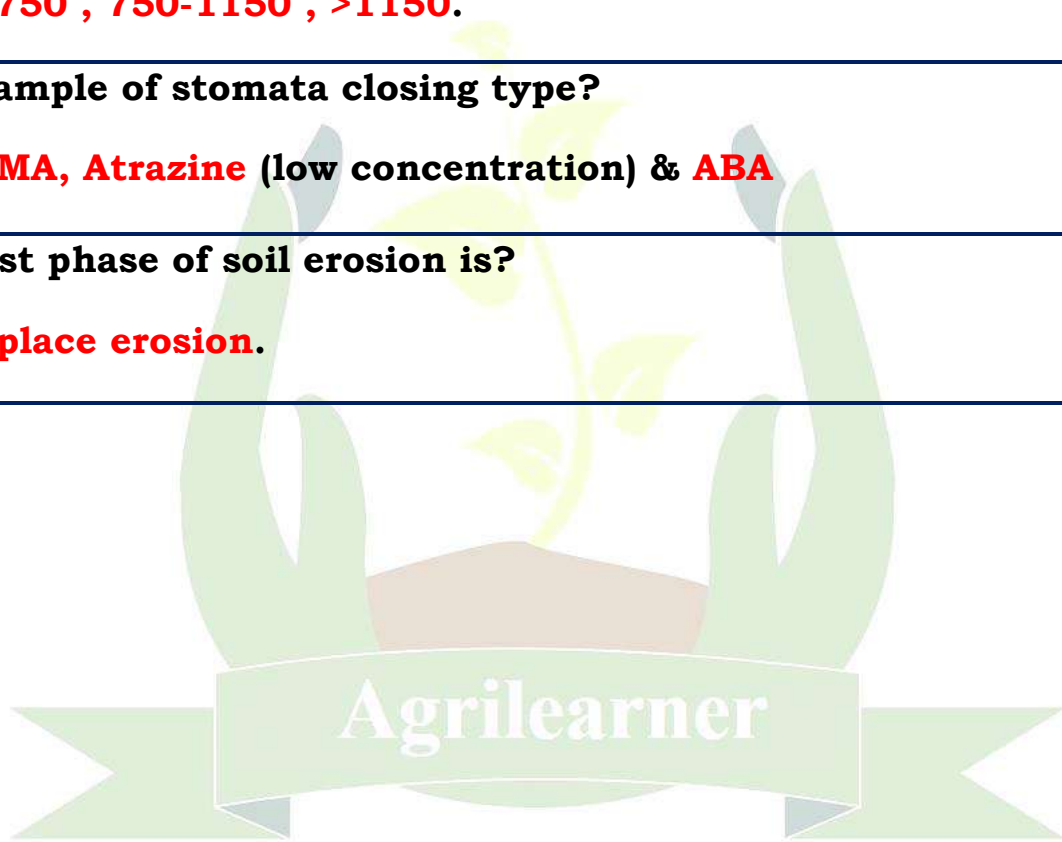 750 , 750-1150 , >1150.
ample of stomata closing type?
MA, Atrazine (low concentration) & ABA
st phase of soil erosion is?
place erosion.
Agrilearner